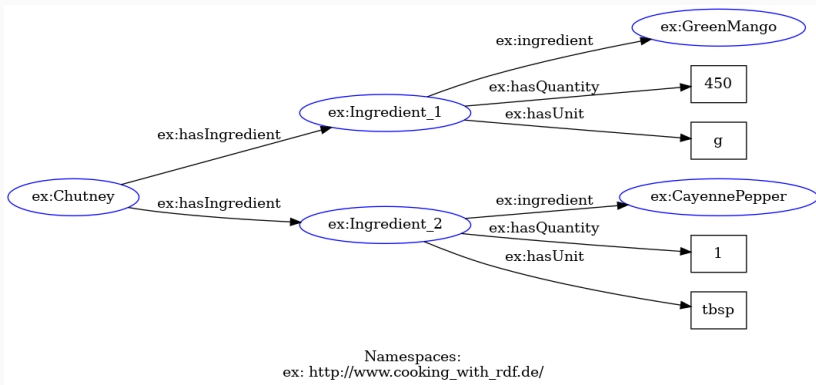 ex:GreenMango
ex:ingredient
450
ex:hasQuantity
ex:Ingredient_1
ex:hasUnit
g
ex:hasIngredient
ex:Chutney
ex:hasIngredient
ex:ingredient
ex:CayennePepper
ex:Ingredient_2
ex:hasQuantity
1
ex:hasUnit
tbsp
Namespaces:
ex: http://www.cooking_with_rdf.de/